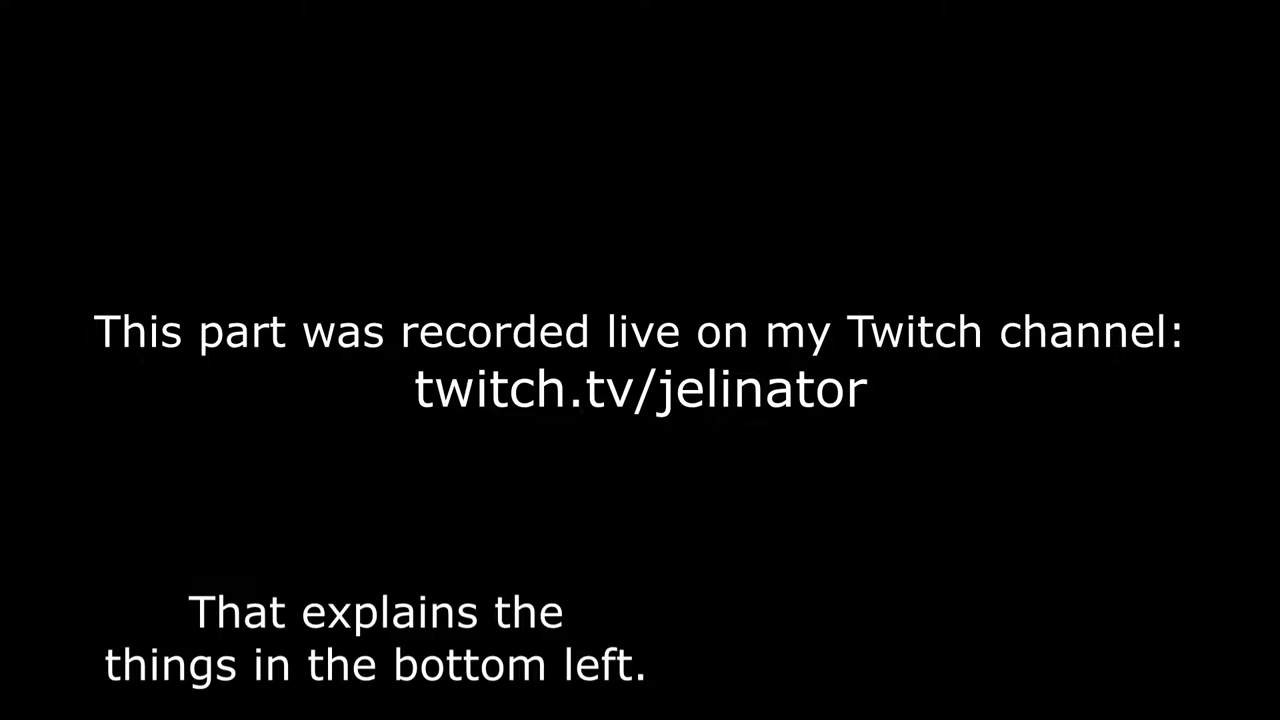 This part was recorded live on my Twitch channel:
twitch.tv/jelinator
That explains the
things in the bottom left.